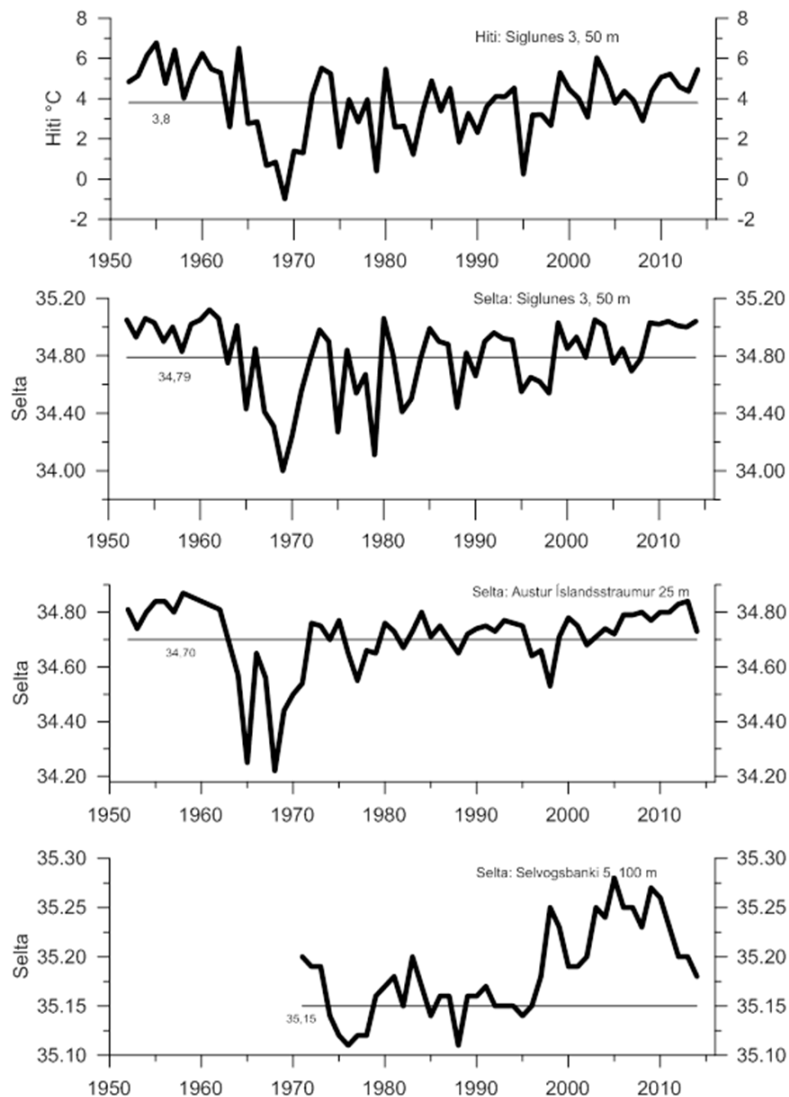 Hiti: Siglunes 3, 50 m
8 8
6 6
4 4
3,8
2 2
0 0
-2 -2
Hiti °C
1950 1960 1970 1980 1990 2000 2010
Selta: Siglunes 3, 50 m
35.20 35.20
34.80 34.80
34,79
34.40 34.40
34.00 34.00
Selta
1950 1960 1970 1980 1990 2000 2010
Selta: Austur Íslandsstraumur 25 m
34.80 34.80
34.70
34.60 34.60
34.40 34.40
34.20 34.20
Selta
1950 1960 1970 1980 1990 2000 2010
Selta: Selvogsbanki 5, 100 m
35.30 35.30
35.25 35.25
35.20 35.20
35.15 35.15
35,15
35.10 35.10
Selta
1950 1960 1970 1980 1990 2000 2010